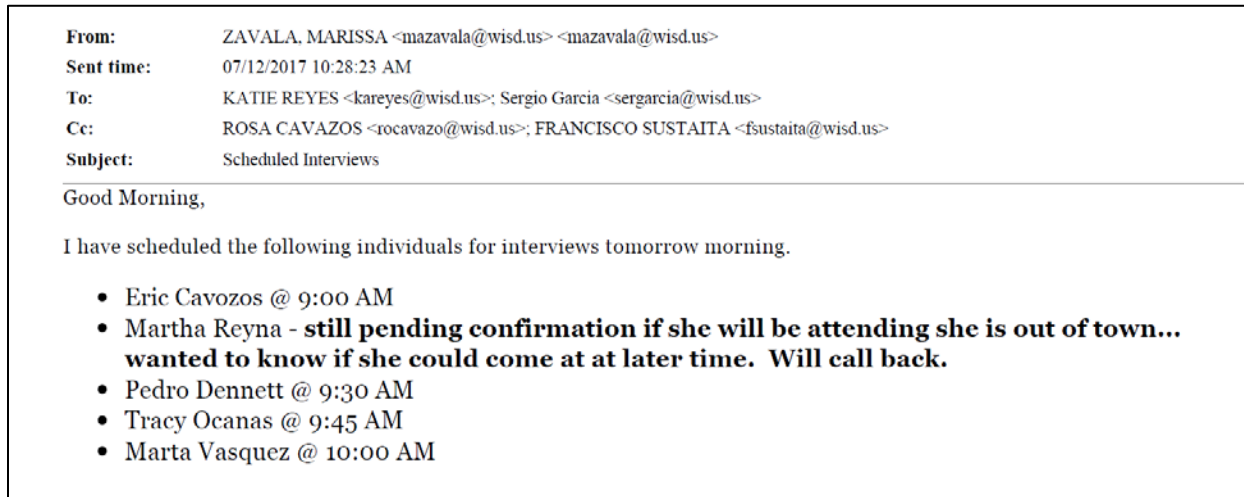 From: ZAVALA, MARISSA <mazavala@wisd.us> <mazavala@wisd.us>
Sent time: 07/12/2017 10:28:23 AM
To: KATIE REYES <kareyes@wisd.us>; Sergio Garcia <sergarcia@wisd.us>
Cc: ROSA CAVAZOS <rocavazo@wisd.us>; FRANCISCO SUSTAITA <fsustaita@wisd.us>
Subject: Scheduled Interviews
Good Morning,
I have scheduled the following individuals for interviews tomorrow morning.
• Eric Cavozos @ 9:00 AM
• Martha Reyna - still pending confirmation if she will be attending she is out of town...
wanted to know if she could come at at later time.  Will call back.
• Pedro Dennett @ 9:30 AM
• Tracy Ocanas @ 9:45 AM
• Marta Vasquez @ 10:00 AM